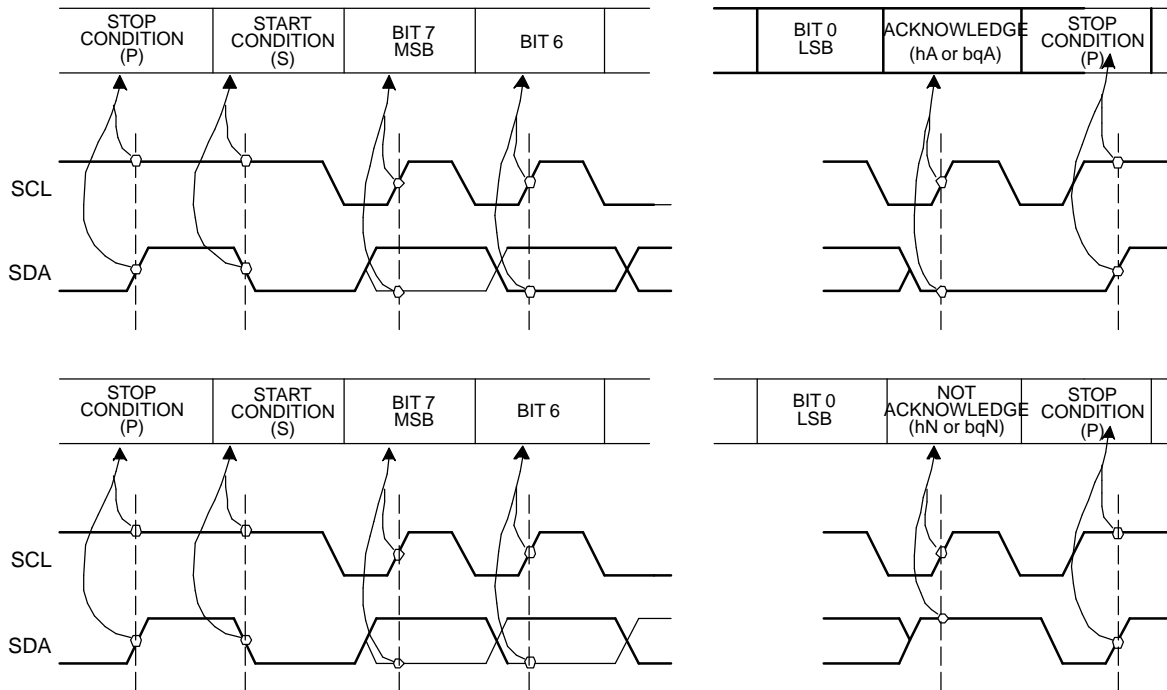 STOP
CONDITION
(P)
START
CONDITION
(S)
BIT 7
MSB
BIT 6
BIT 0
LSB
ACKNOWLEDGE
(hA or bqA)
STOP
CONDITION
(P)
SCL
SDA
STOP
CONDITION
(P)
START
CONDITION
(S)
BIT 7
MSB
BIT 6
BIT 0
LSB
NOT
ACKNOWLEDGE
(hN or bqN)
STOP
CONDITION
(P)
SCL
SDA